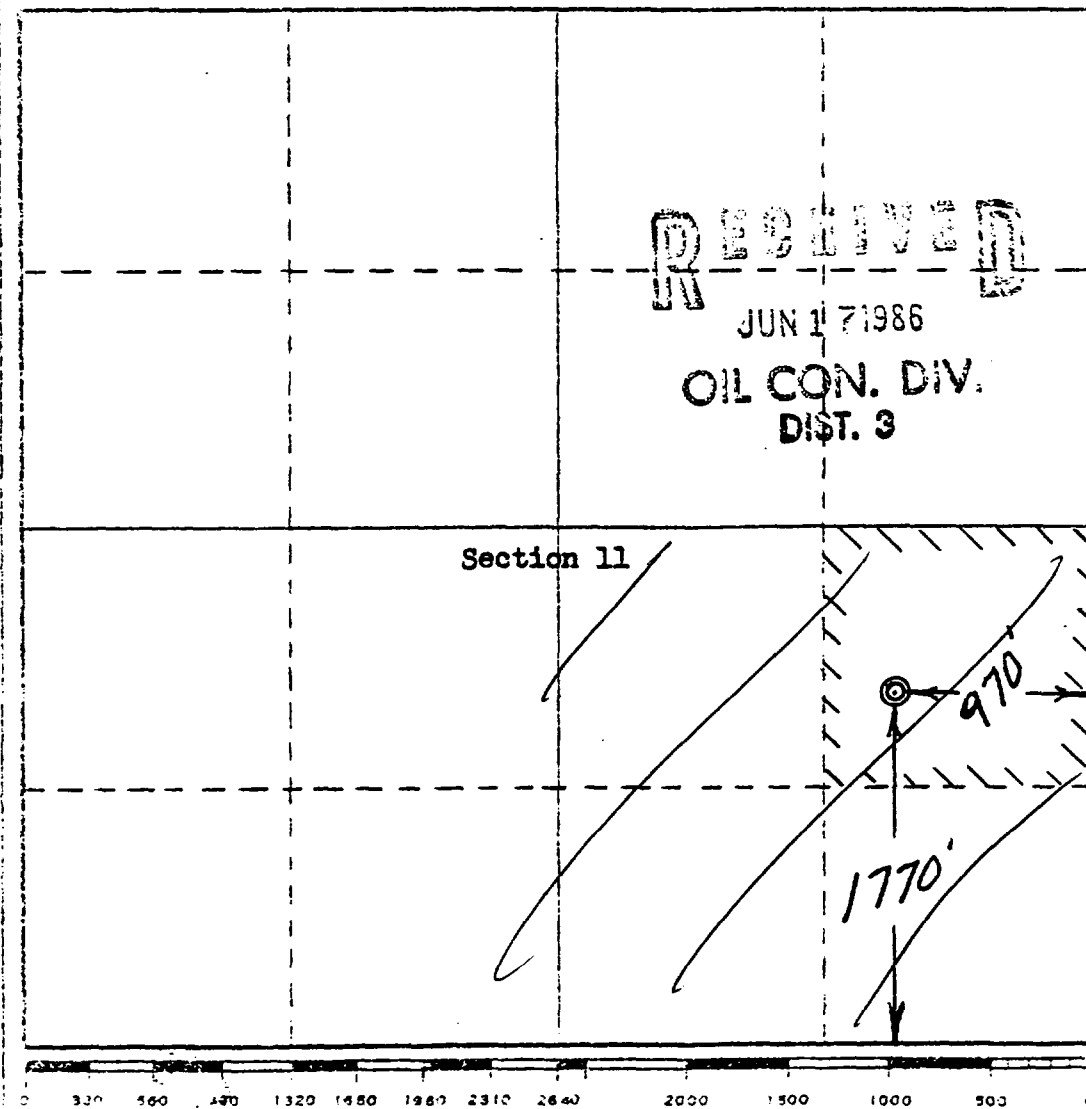 RECEIVED
JUN 17 1986
OIL CON. DIV.
DIST. 3
Section 11
970'
1770'
0 330 660 1320 1650 1980 2310 2640 2000 1500 1000 500